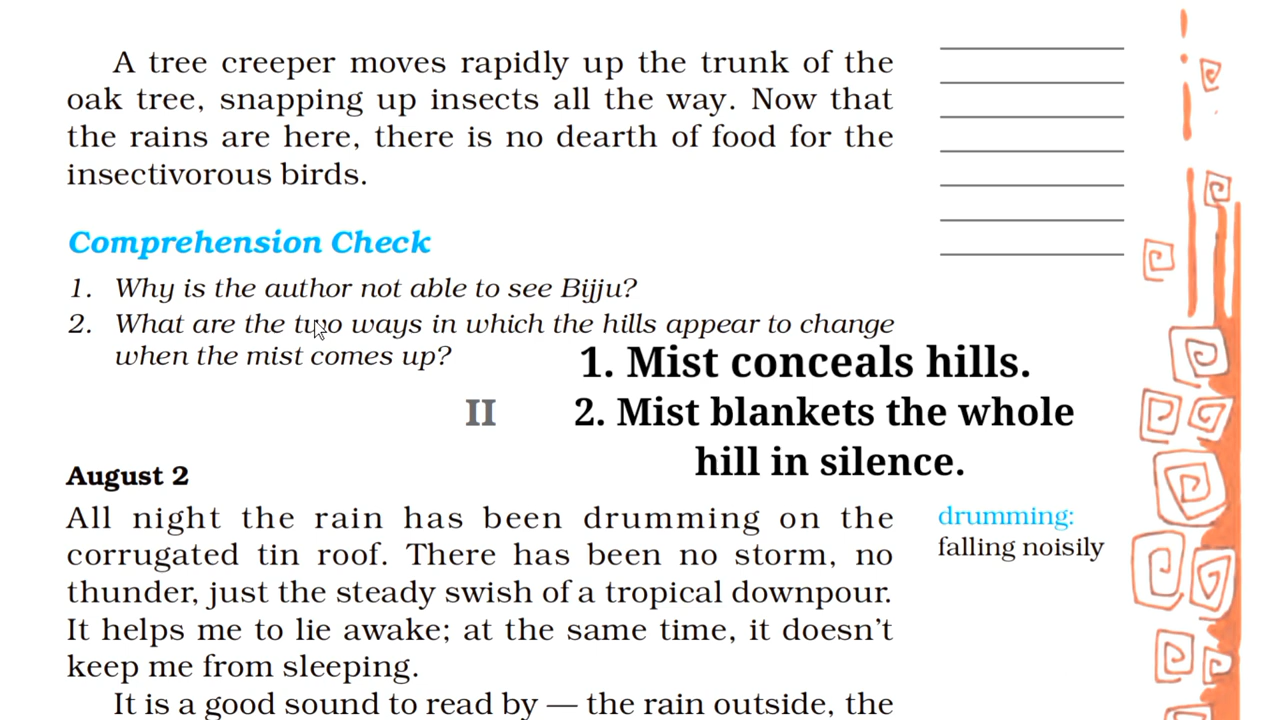 A tree creeper moves rapidly up the trunk of the
oak tree, snapping up insects all the way. Now that
the rains are here, there is no dearth of food for the
insectivorous birds.
Comprehension Check
1. Why is the author not able to see Bijju?
2. What are the two ways in which the hills appear to change
when the mist comes up?
1. Mist conceals hills.
2. Mist blankets the whole
hill in silence.
II
August 2
All night the rain has been drumming on the
corrugated tin roof. There has been no storm, no
thunder, just the steady swish of a tropical downpour.
It helps me to lie awake; at the same time, it doesn't
keep me from sleeping.
drumming:
falling noisily
It is a good sound to read by — the rain outside, the